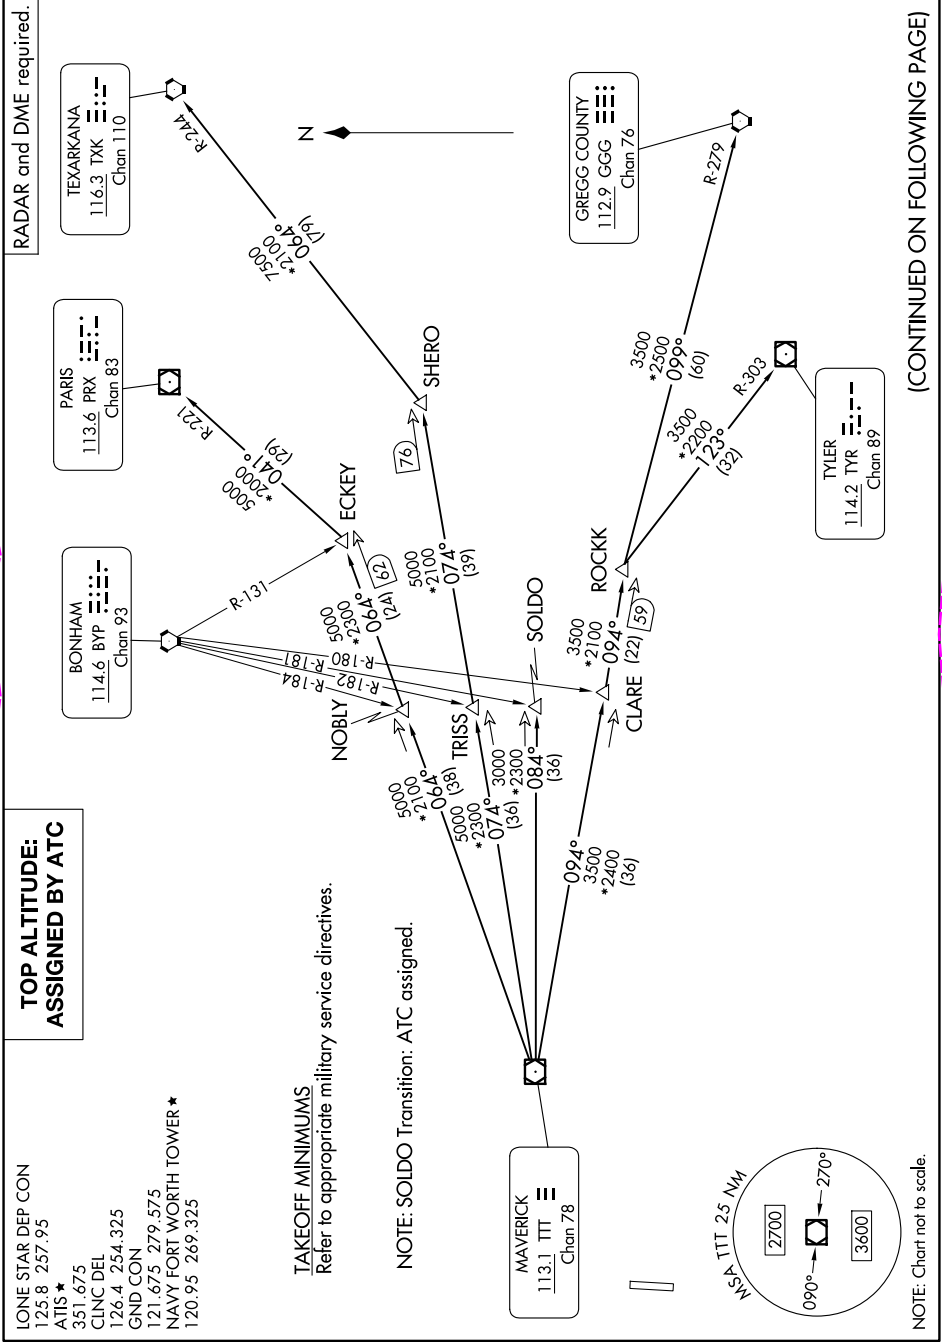 LONE STAR DEP CON
125.8 257.95
ATIS ★
351.675
CLNC DEL
126.4 254.325
GND CON
121.675 279.575
NAVY FORT WORTH TOWER ★
120.95 269.325
TOP ALTITUDE:
ASSIGNED BY ATC
RADAR and DME required.
BONHAM
114.6 BYP
Chan 93
PARIS
113.6 PRX
Chan 83
TEXARKANA
116.3 TXK
Chan 110
N
R-244
7500
*2100
064°
(79)
R-221
5000
*2000
041°
(29)
R-131
ECKEY
SHERO
76
62
5000
*2300
064°
(24)
5000
*2100
074°
(39)
R-184
R-182
R-181
R-180
NOBLY
TRISS
SOLDO
CLARE
ROCKK
5000
*2100
064°
(38)
5000
*2300
074°
(36)
3000
*2300
084°
(36)
094°
3500
*2400
(36)
3500
*2100
094°
(22)
59
3500
*2500
099°
(60)
R-279
3500
*2200
123°
(32)
R-303
GREGG COUNTY
112.9 GGG
Chan 76
TYLER
114.2 TYR
Chan 89
TAKEOFF MINIMUMS
Refer to appropriate military service directives.
NOTE: SOLDO Transition: ATC assigned.
MAVERICK
113.1 TTT
Chan 78
MSA TTT 25 NM
2700
090°
270°
3600
NOTE: Chart not to scale.
(CONTINUED ON FOLLOWING PAGE)